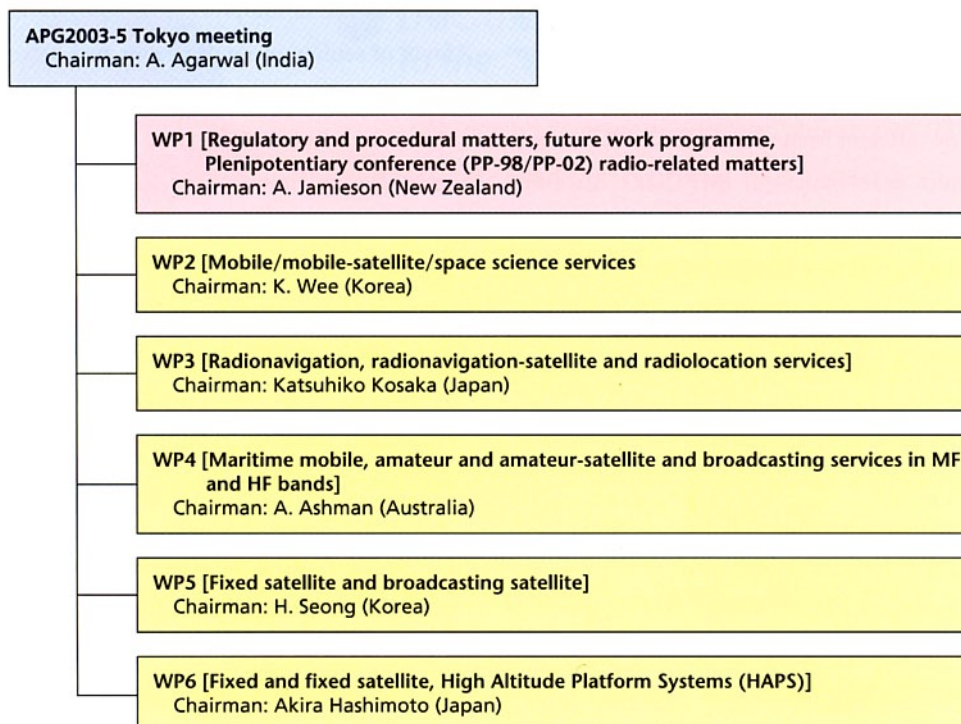 APG2003-5 Tokyo meeting
Chairman: A. Agarwal (India)
WP1 [Regulatory and procedural matters, future work programme,
Plenipotentiary conference (PP-98/PP-02) radio-related matters]
Chairman: A. Jamieson (New Zealand)
WP2 [Mobile/mobile-satellite/space science services
Chairman: K. Wee (Korea)
WP3 [Radionavigation, radionavigation-satellite and radiolocation services]
Chairman: Katsuhiko Kosaka (Japan)
WP4 [Maritime mobile, amateur and amateur-satellite and broadcasting services in MF
and HF bands]
Chairman: A. Ashman (Australia)
WP5 [Fixed satellite and broadcasting satellite]
Chairman: H. Seong (Korea)
WP6 [Fixed and fixed satellite, High Altitude Platform Systems (HAPS)]
Chairman: Akira Hashimoto (Japan)